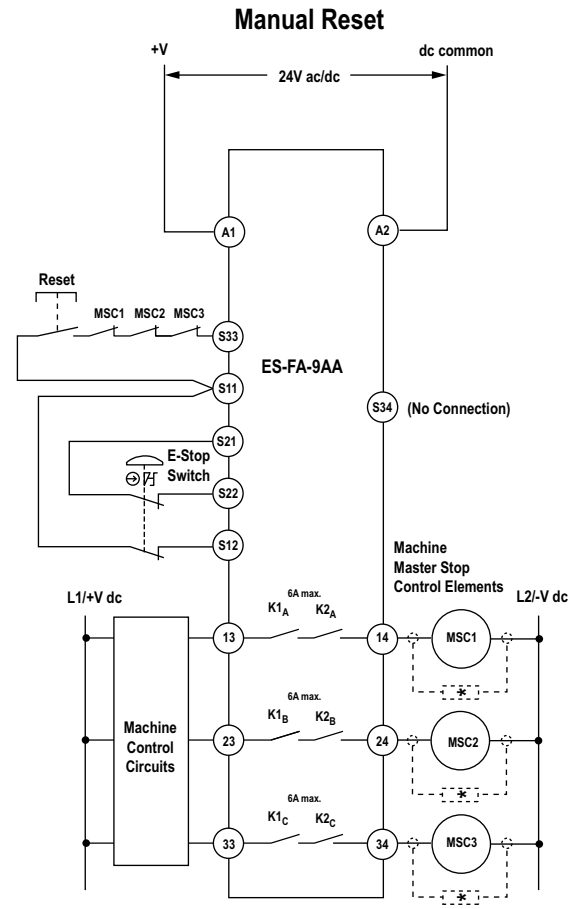 Manual Reset
+V
dc common
24V ac/dc
A1
A2
Reset
MSC1 MSC2 MSC3
S33
ES-FA-9AA
S11
S34 (No Connection)
S21
E-Stop
Switch
S22
S12
Machine
Master Stop
Control Elements
L1/+V dc
L2/-V dc
6A max.
K1A K2A
13
14
MSC1
*
6A max.
K1B K2B
23
24
MSC2
*
Machine
Control
Circuits
6A max.
K1C K2C
33
34
MSC3
*